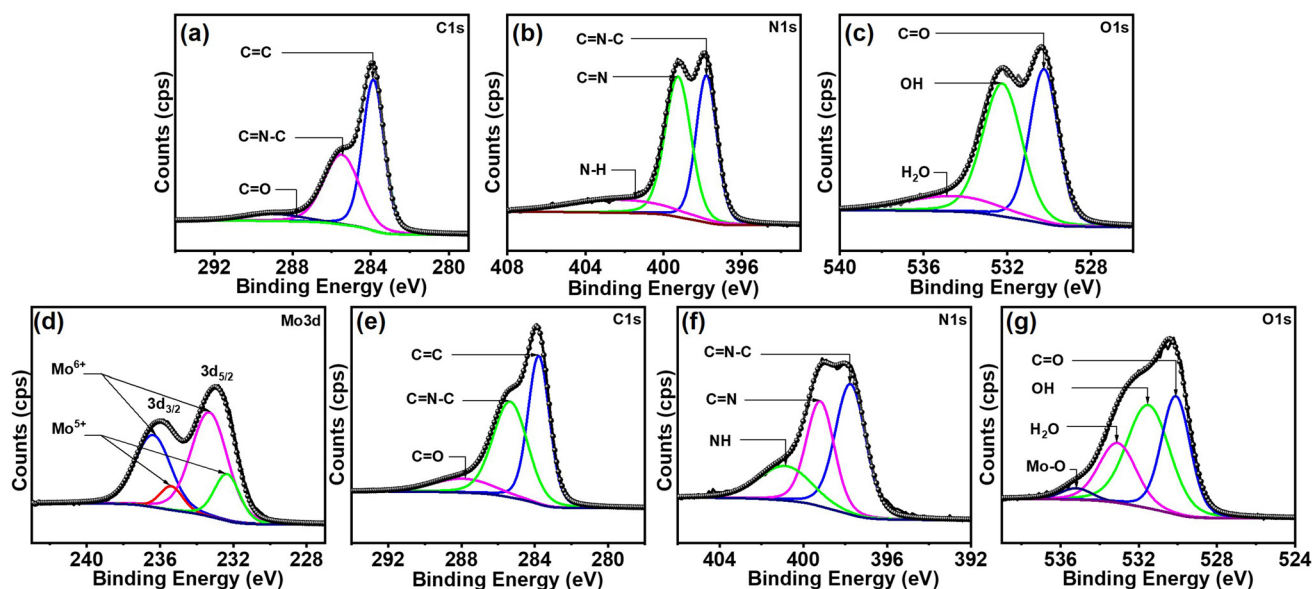 (a)
C1s
C=C
C=N-C
C=O
Counts (cps)
292 288 284 280
Binding Energy (eV)
(b)
N1s
C=N-C
C=N
N-H
Counts (cps)
408 404 400 396
Binding Energy (eV)
(c)
O1s
C=O
OH
H₂O
Counts (cps)
540 536 532 528
Binding Energy (eV)
(d)
Mo3d
Mo⁶⁺
3d₅/₂
3d₃/₂
Mo⁵⁺
Counts (cps)
240 236 232 228
Binding Energy (eV)
(e)
C1s
C=C
C=N-C
C=O
Counts (cps)
292 288 284 280
Binding Energy (eV)
(f)
N1s
C=N-C
C=N
NH
Counts (cps)
404 400 396 392
Binding Energy (eV)
(g)
O1s
C=O
OH
H₂O
Mo-O
Counts (cps)
536 532 528 524
Binding Energy (eV)